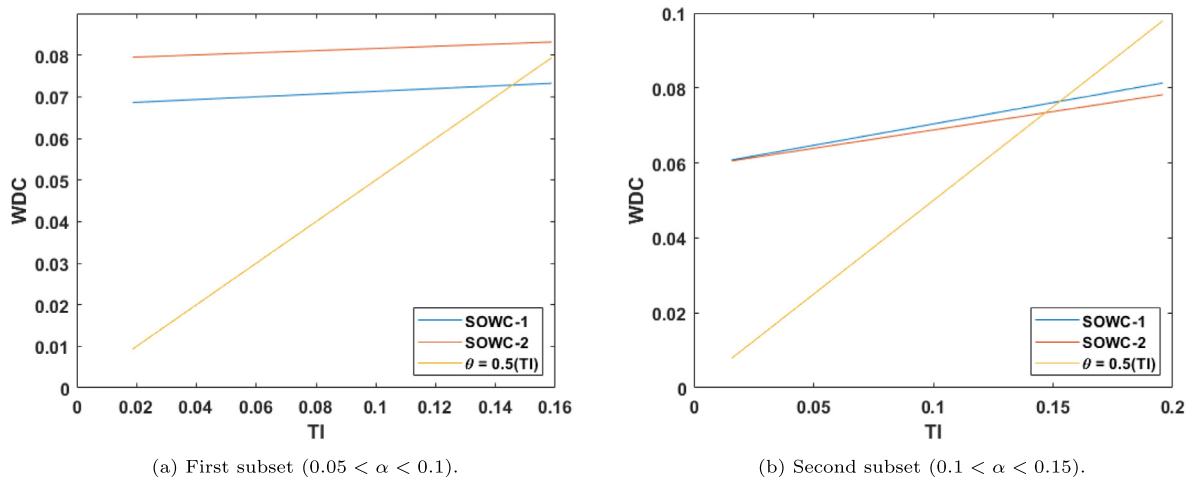 0.08
0.07
0.06
0.05
0.04
0.03
0.02
0.01
0
WDC
0 0.02 0.04 0.06 0.08 0.1 0.12 0.14 0.16
TI
SOWC-1
SOWC-2
θ = 0.5(TI)
(a) First subset (0.05 < α < 0.1).
0.1
0.08
0.06
0.04
0.02
0
WDC
0 0.05 0.1 0.15 0.2
TI
SOWC-1
SOWC-2
θ = 0.5(TI)
(b) Second subset (0.1 < α < 0.15).